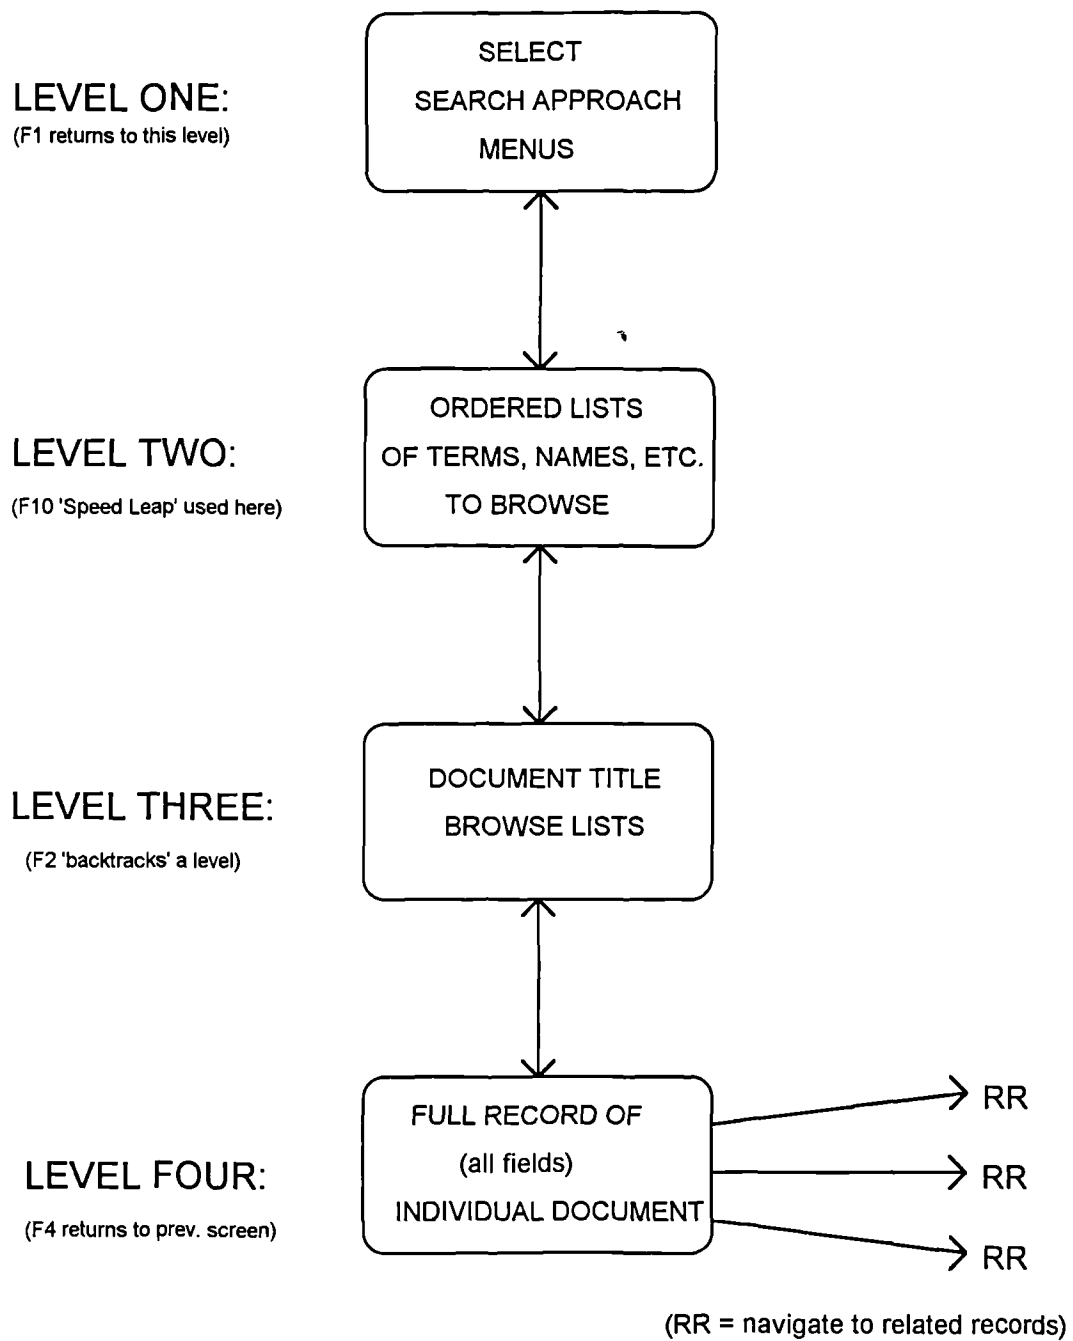 SELECT
SEARCH APPROACH
MENUS
LEVEL ONE:
(F1 returns to this level)
ORDERED LISTS
OF TERMS, NAMES, ETC.
TO BROWSE
LEVEL TWO:
(F10 'Speed Leap' used here)
DOCUMENT TITLE
BROWSE LISTS
LEVEL THREE:
(F2 'backtracks' a level)
FULL RECORD OF
(all fields)
INDIVIDUAL DOCUMENT
LEVEL FOUR:
(F4 returns to prev. screen)
RR
RR
RR
(RR = navigate to related records)